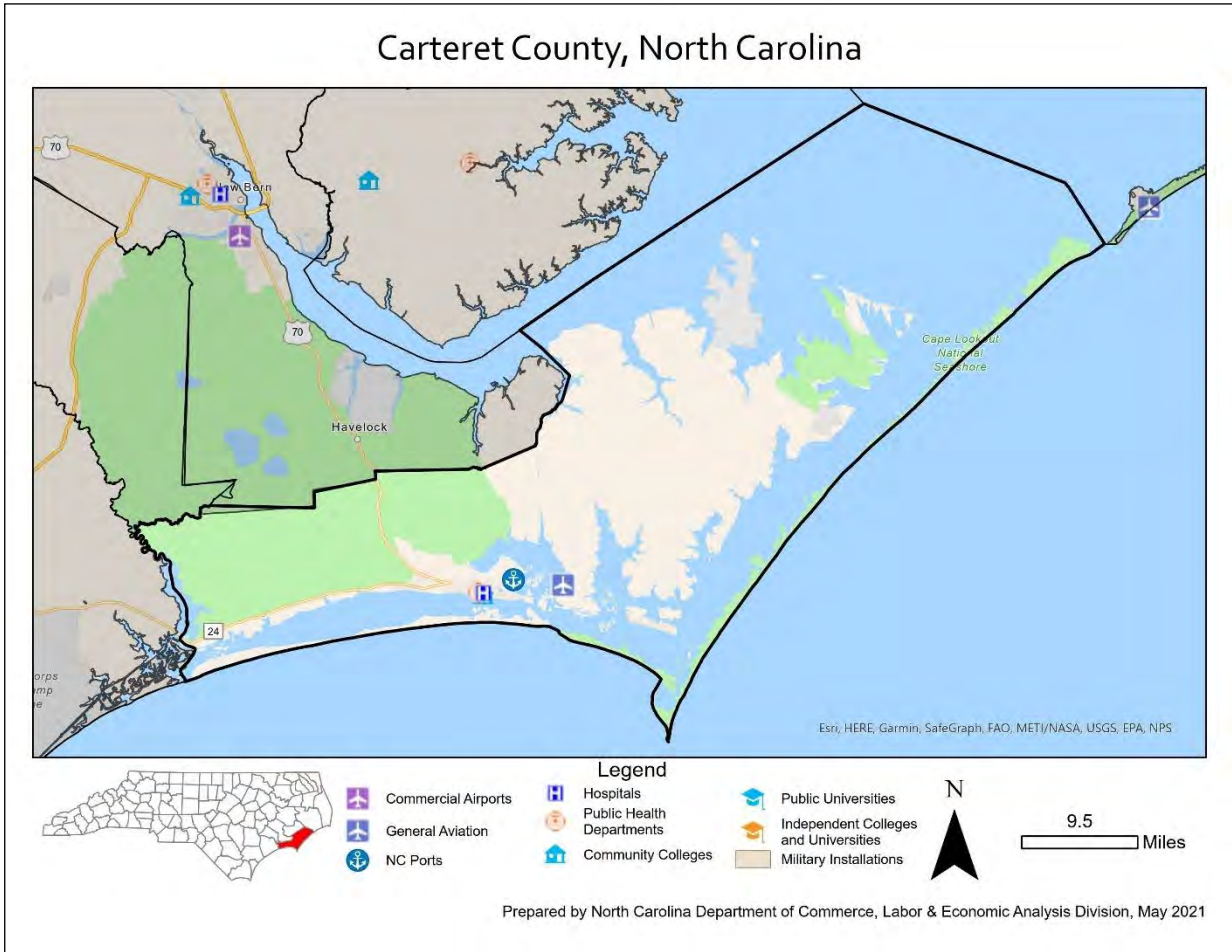 Carteret County, North Carolina
70
Bern
70
Havelock
Cape Lookout
National
Seashore
24
orps
amp
Esri, HERE, Garmin, SafeGraph, FAO, METI/NASA, USGS, EPA, NPS
Legend
Commercial Airports
General Aviation
NC Ports
Hospitals
Public Health
Departments
Community Colleges
Public Universities
Independent Colleges
and Universities
Military Installations
N
9.5
Miles
Prepared by North Carolina Department of Commerce, Labor & Economic Analysis Division, May 2021